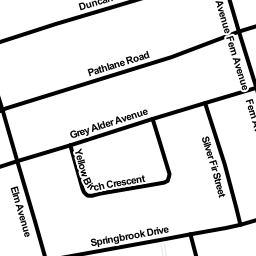 Duncan
Avenue
Fern Avenue
Pathlane Road
Fern A
Grey Alder Avenue
Yellow Birch Crescent
Silver Fir Street
Elm Avenue
Springbrook Drive